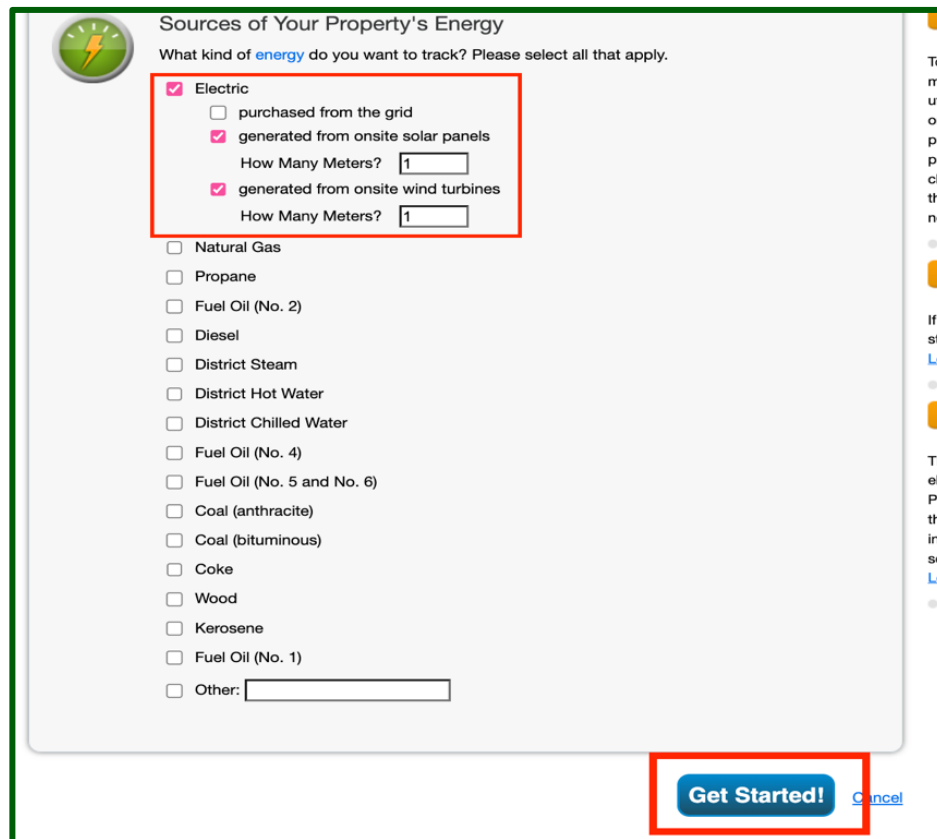 Sources of Your Property's Energy
What kind of energy do you want to track? Please select all that apply.
Electric
purchased from the grid
generated from onsite solar panels
How Many Meters? 1
generated from onsite wind turbines
How Many Meters? 1
Natural Gas
Propane
Fuel Oil (No. 2)
Diesel
District Steam
District Hot Water
District Chilled Water
Fuel Oil (No. 4)
Fuel Oil (No. 5 and No. 6)
Coal (anthracite)
Coal (bituminous)
Coke
Wood
Kerosene
Fuel Oil (No. 1)
Other:
Get Started! Cancel
If